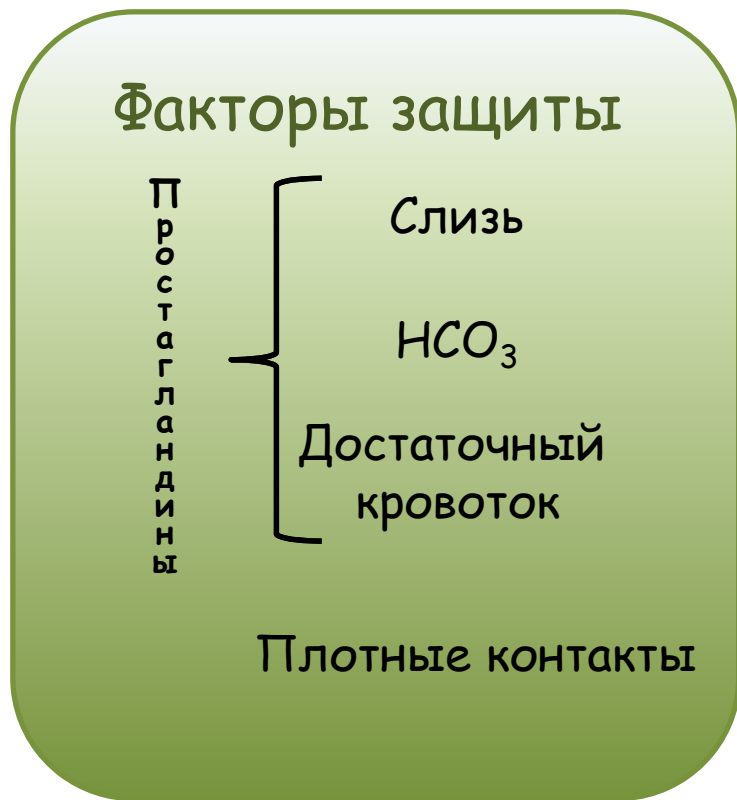 Факторы защиты
Простагландины
Слизь
HCO₃
Достаточный
кровоток
Плотные контакты